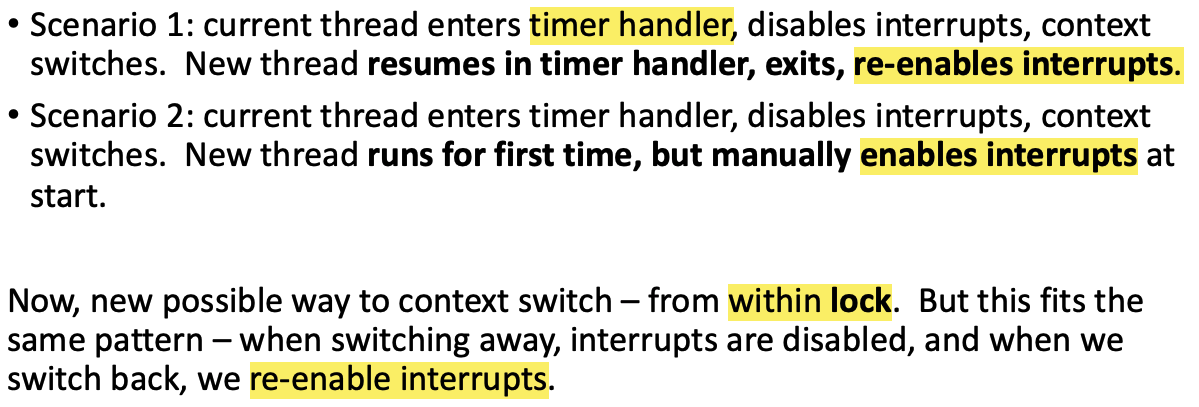 • Scenario 1: current thread enters timer handler, disables interrupts, context
switches.  New thread resumes in timer handler, exits, re-enables interrupts.
• Scenario 2: current thread enters timer handler, disables interrupts, context
switches.  New thread runs for first time, but manually enables interrupts at
start.
Now, new possible way to context switch – from within lock.  But this fits the
same pattern – when switching away, interrupts are disabled, and when we
switch back, we re-enable interrupts.